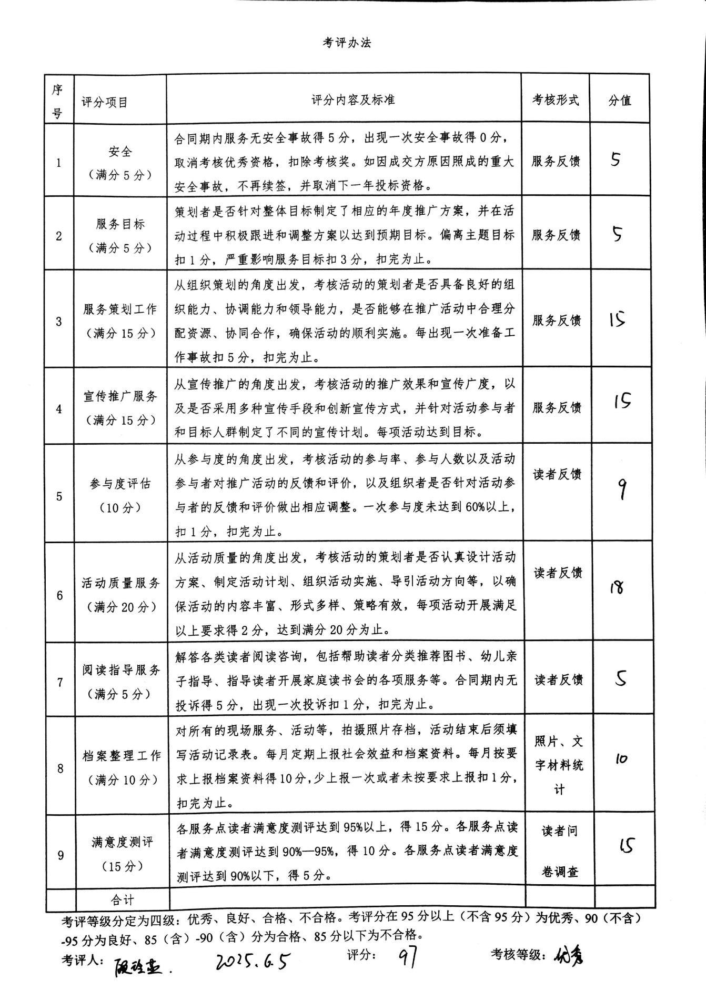 考评办法
序
号
评分项目
评分内容及标准
考核形式
分值
1
安全
（满分 5 分）
合同期内服务无安全事故得 5 分，出现一次安全事故得 0 分，
取消考核优秀资格，扣除考核奖。如因成交方原因照成的重大
安全事故，不再续签，并取消下一年投标资格。
服务反馈
5
2
服务目标
（满分 5 分）
策划者是否针对整体目标制定了相应的年度推广方案，并在活
动过程中积极跟进和调整方案以达到预期目标。偏离主题目标
扣 1 分，严重影响服务目标扣 3 分，扣完为止。
服务反馈
5
3
服务策划工作
（满分 15 分）
从组织策划的角度出发，考核活动的策划者是否具备良好的组
织能力、协调能力和领导能力，是否能够在推广活动中合理分
配资源、协同合作，确保活动的顺利实施。每出现一次准备工
作事故扣 5 分，扣完为止。
服务反馈
15
4
宣传推广服务
（满分 15 分）
从宣传推广的角度出发，考核活动的推广效果和宣传广度，以
及是否采用多种宣传手段和创新宣传方式，并针对活动参与者
和目标人群制定了不同的宣传计划。每项活动达到目标。
服务反馈
15
5
参与度评估
（10 分）
从参与度的角度出发，考核活动的参与率、参与人数以及活动
参与者对推广活动的反馈和评价，以及组织者是否针对活动参
与者的反馈和评价做出相应调整。一次参与度未达到 60%以上，
扣 1 分，扣完为止。
读者反馈
9
6
活动质量服务
（满分 20 分）
从活动质量的角度出发，考核活动的策划者是否认真设计活动
方案、制定活动计划、组织活动实施、导引活动方向等，以确
保活动的内容丰富、形式多样、策略有效，每项活动开展满足
以上要求得 2 分，达到满分 20 分为止。
读者反馈
18
7
阅读指导服务
（满分 5 分）
解答各类读者阅读咨询，包括帮助读者分类推荐图书、幼儿亲
子指导、指导读者开展家庭读书会的各项服务等。合同期内无
投诉得 5 分，出现一次投诉扣 1 分，扣完为止。
读者反馈
5
8
档案整理工作
（满分 10 分）
对所有的现场服务、活动等，拍摄照片存档，活动结束后须填
写活动记录表。每月定期上报社会效益和档案资料。每月按要
求上报档案资料得 10 分，少上报一次或者未按要求上报扣 1 分，
扣完为止。
照片、文
字材料统
计
10
9
满意度测评
（15 分）
各服务点读者满意度测评达到 95%以上，得 15 分。各服务点读
者满意度测评达到 90%—95%，得 10 分。各服务点读者满意度
测评达到 90%以下，得 5 分。
读者问
卷调查
15
合计
考评等级分定为四级：优秀、良好、合格、不合格。考评分在 95 分以上（不含 95 分）为优秀、90（不含）
-95 分为良好、85（含）-90（含）分为合格、85 分以下为不合格。
考评人： 2025.6.5 评分： 97 考核等级：优秀